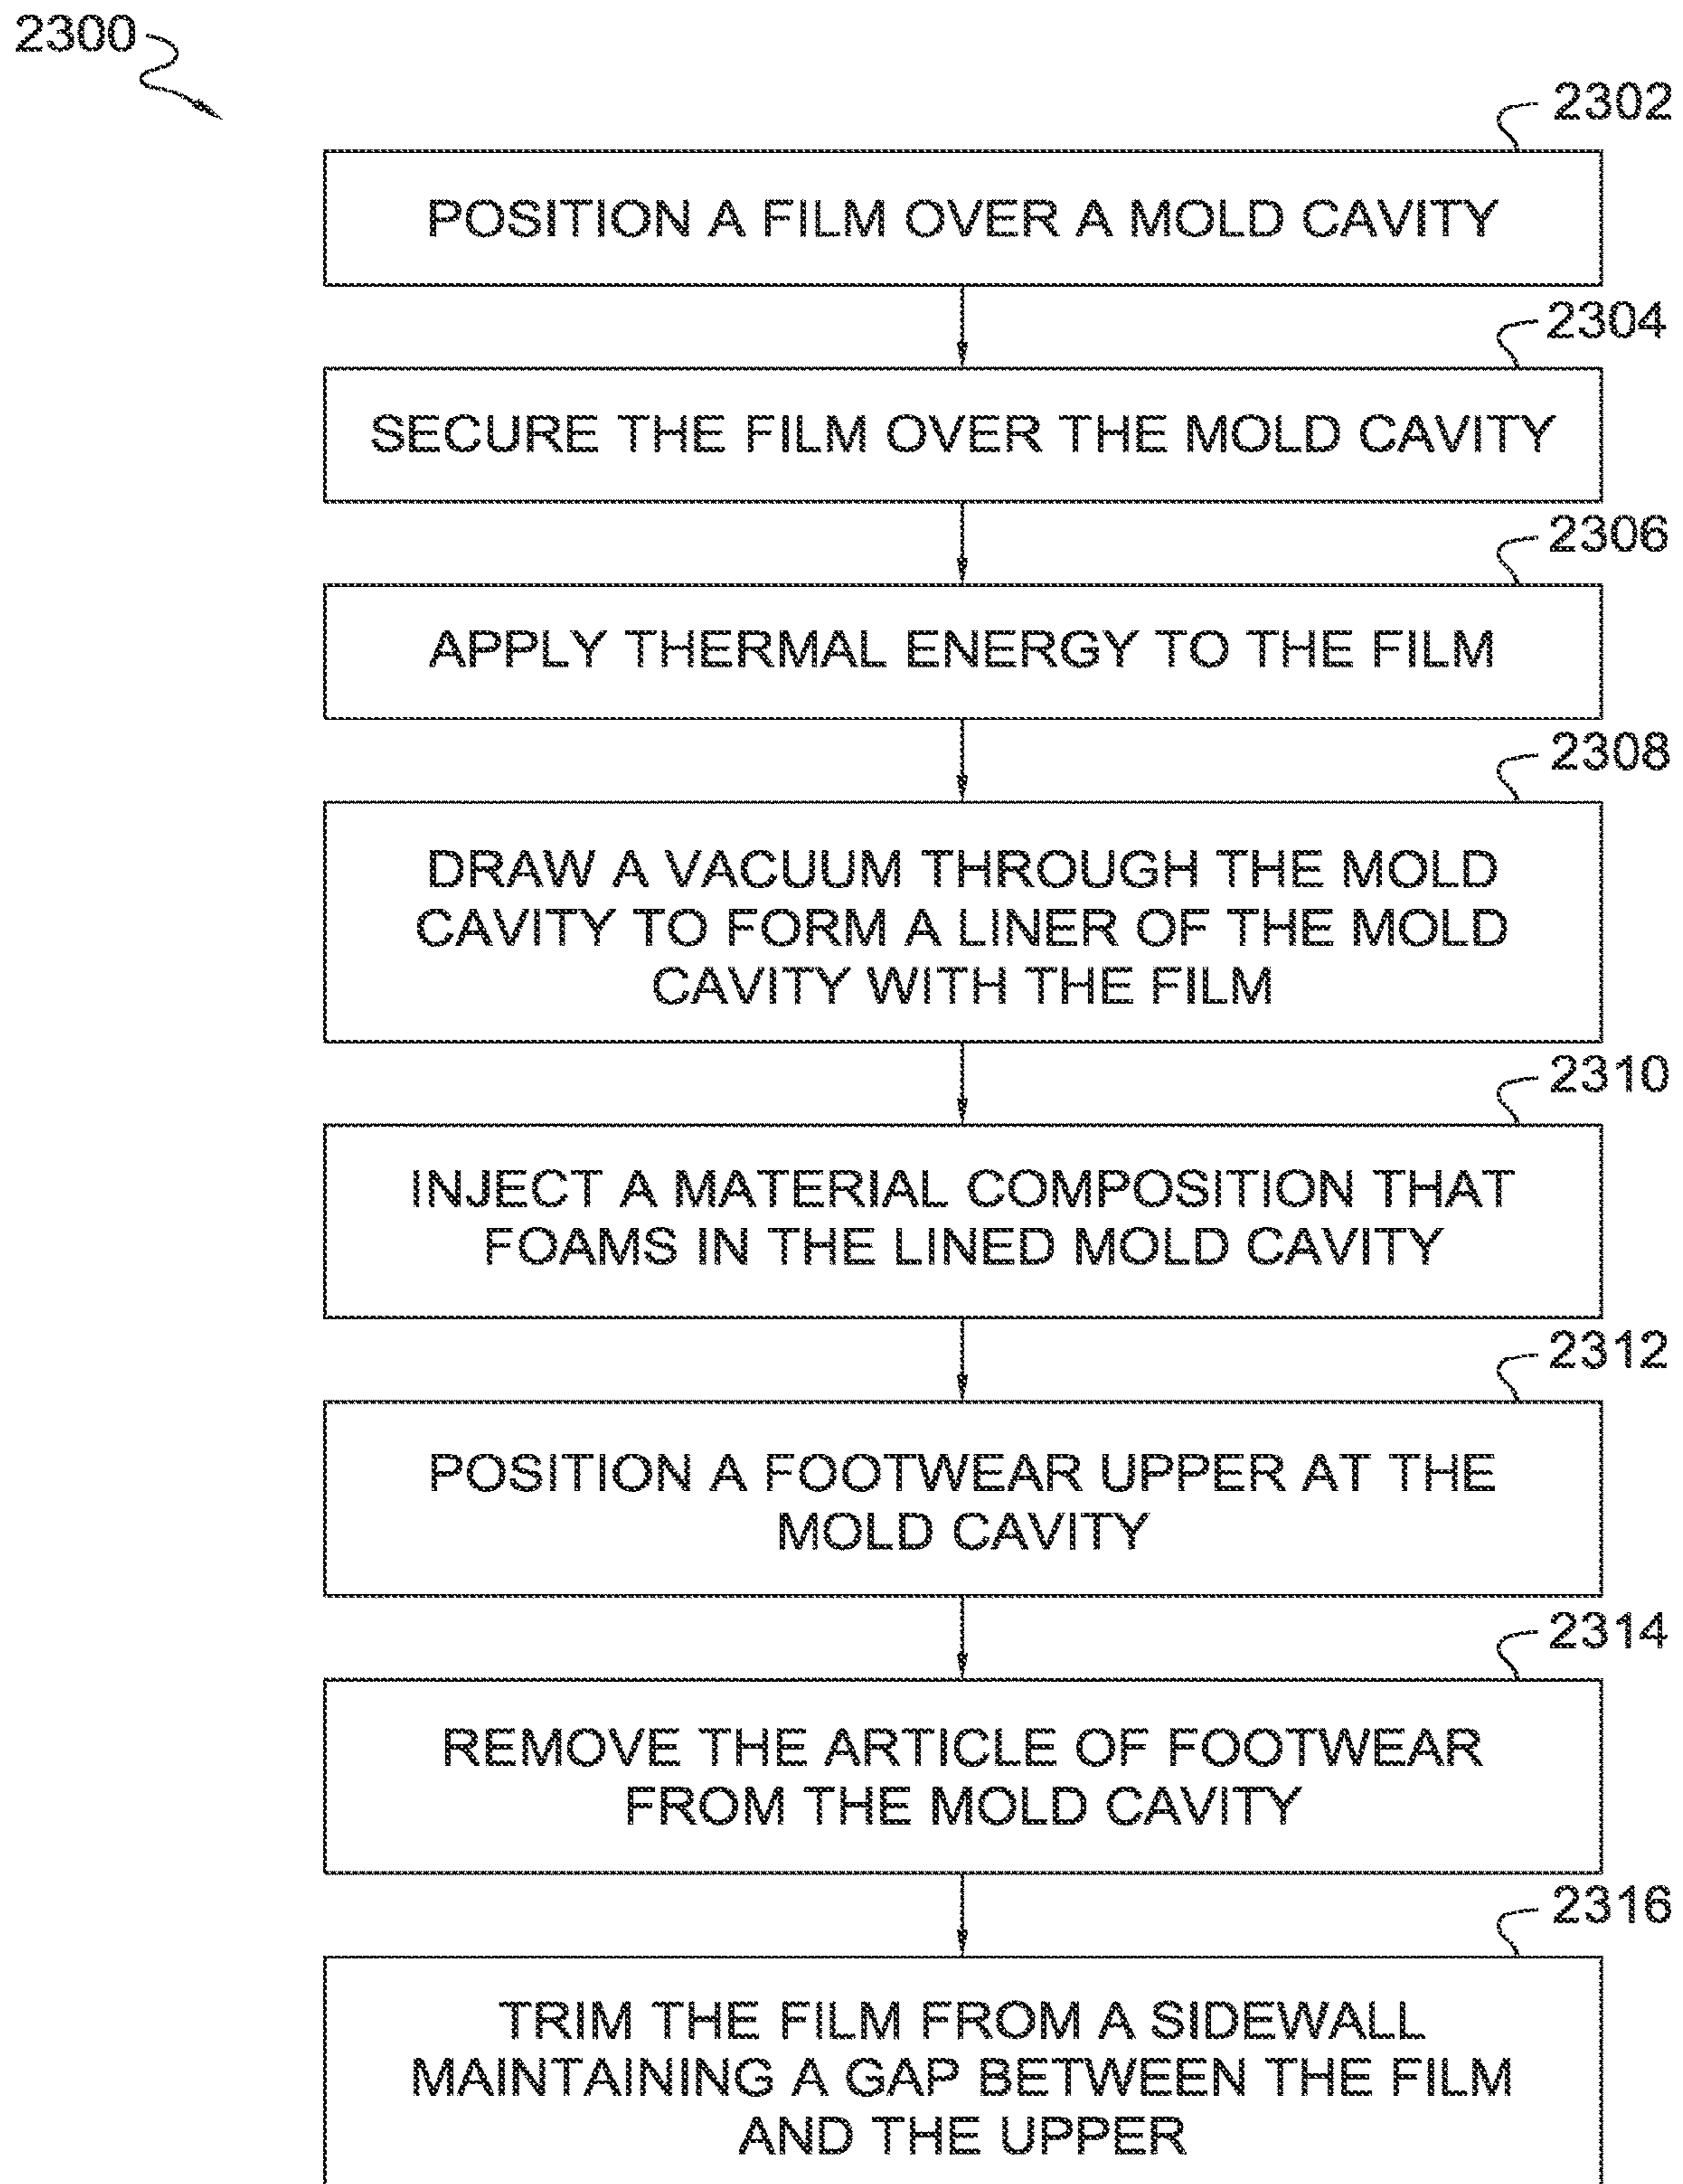 2300
2302
POSITION A FILM OVER A MOLD CAVITY
2304
SECURE THE FILM OVER THE MOLD CAVITY
2306
APPLY THERMAL ENERGY TO THE FILM
2308
DRAW A VACUUM THROUGH THE MOLD
CAVITY TO FORM A LINER OF THE MOLD
CAVITY WITH THE FILM
2310
INJECT A MATERIAL COMPOSITION THAT
FOAMS IN THE LINED MOLD CAVITY
2312
POSITION A FOOTWEAR UPPER AT THE
MOLD CAVITY
2314
REMOVE THE ARTICLE OF FOOTWEAR
FROM THE MOLD CAVITY
2316
TRIM THE FILM FROM A SIDEWALL
MAINTAINING A GAP BETWEEN THE FILM
AND THE UPPER